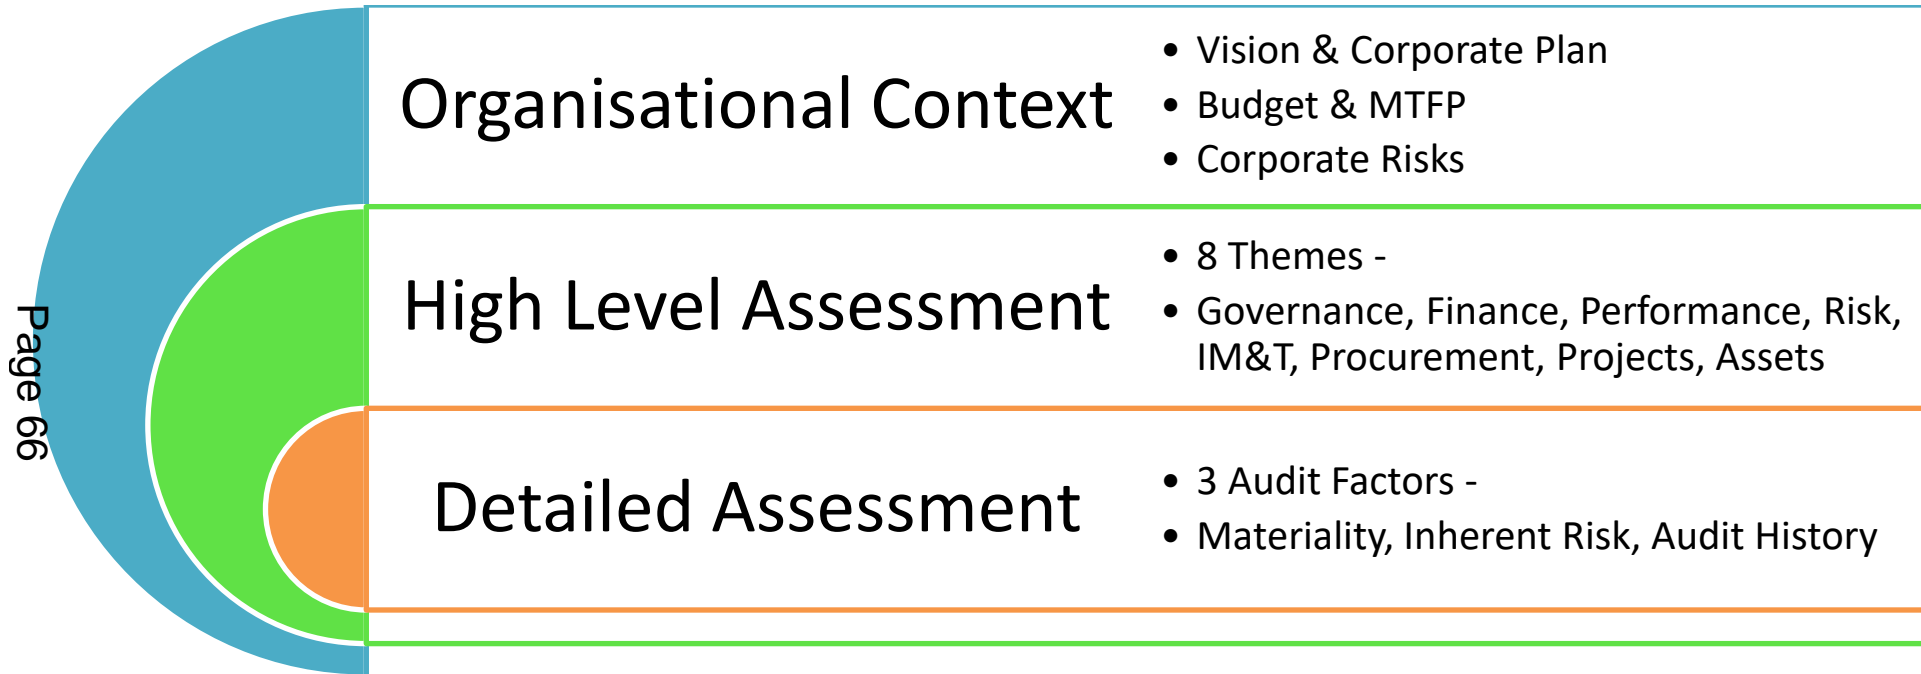 Organisational Context
• Vision & Corporate Plan
• Budget & MTFP
• Corporate Risks
High Level Assessment
• 8 Themes -
• Governance, Finance, Performance, Risk,
IM&T, Procurement, Projects, Assets
Detailed Assessment
• 3 Audit Factors -
• Materiality, Inherent Risk, Audit History
Page 66